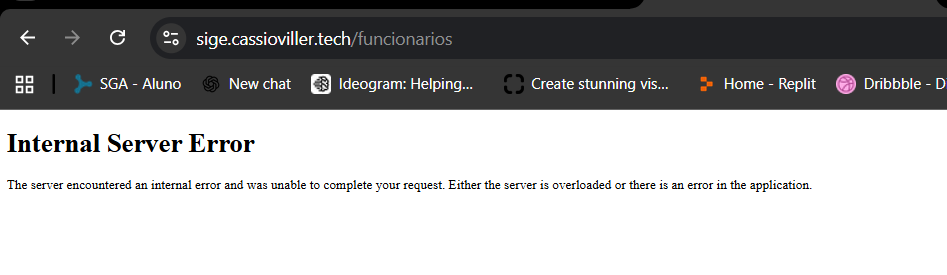 sige.cassioviller.tech/funcionarios
SGA - Aluno New chat Ideogram: Helping... Create stunning vis... Home - Replit Dribbble - D
Internal Server Error
The server encountered an internal error and was unable to complete your request. Either the server is overloaded or there is an error in the application.